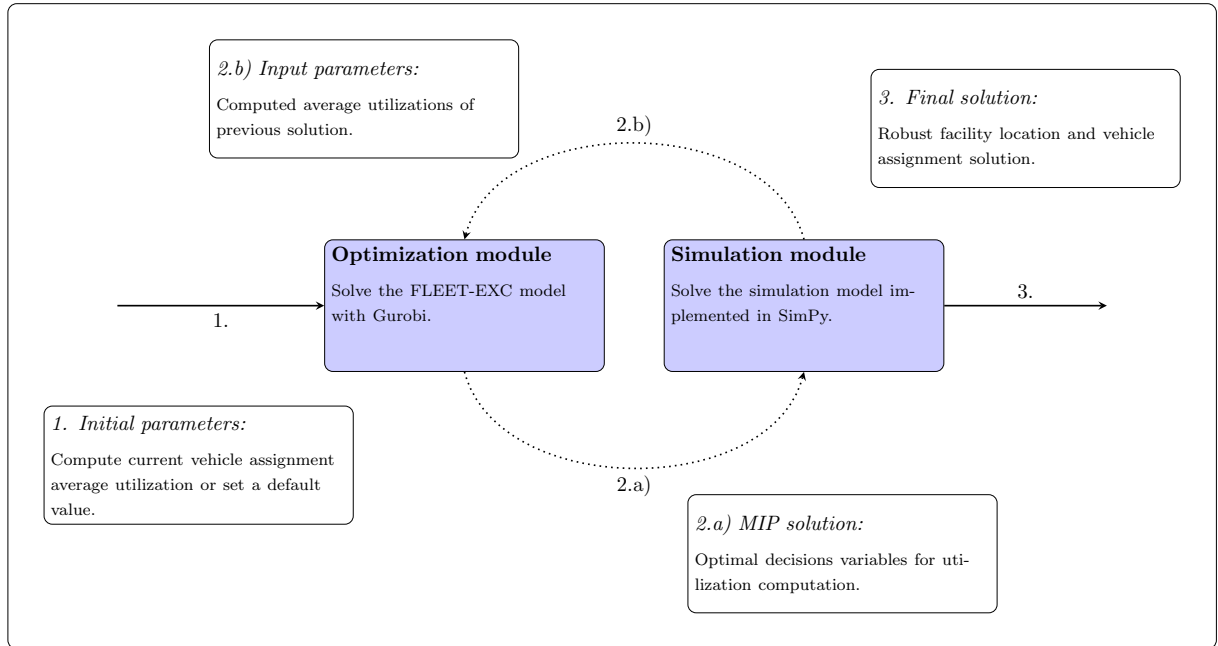 2.b) Input parameters:
Computed average utilizations of
previous solution.
3. Final solution:
Robust facility location and vehicle
assignment solution.
2.b)
Optimization module
Solve the FLEET-EXC model
with Gurobi.
Simulation module
Solve the simulation model im-
plemented in SimPy.
1.
3.
1. Initial parameters:
Compute current vehicle assignment
average utilization or set a default
value.
2.a)
2.a) MIP solution:
Optimal decisions variables for uti-
lization computation.